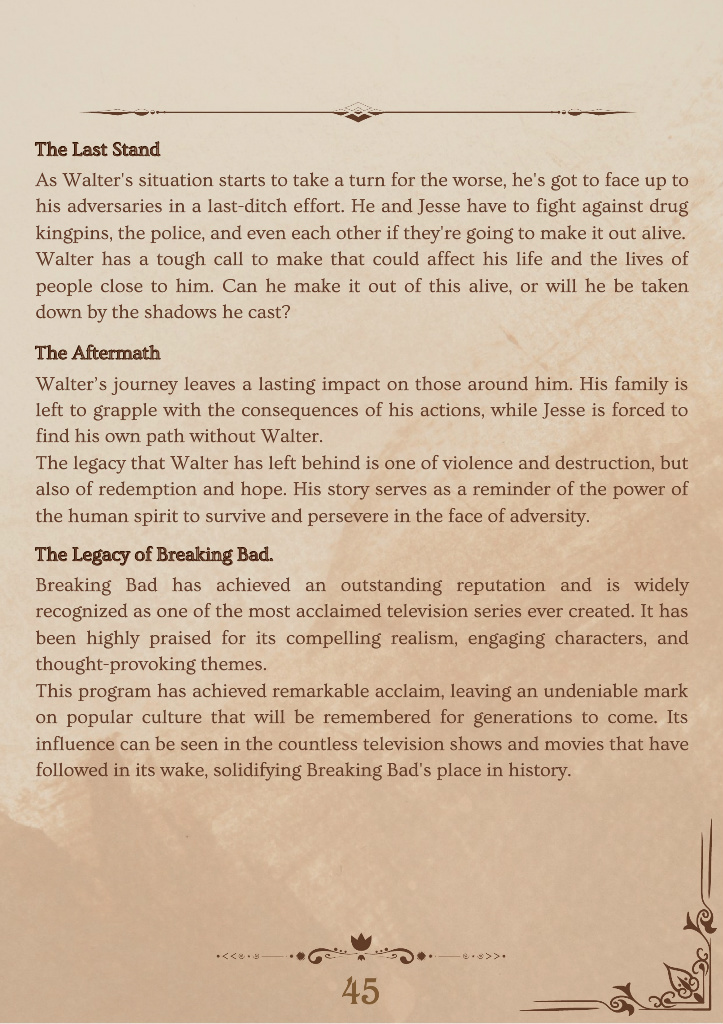 The Last Stand
As Walter's situation starts to take a turn for the worse, he's got to face up to
his adversaries in a last-ditch effort. He and Jesse have to fight against drug
kingpins, the police, and even each other if they're going to make it out alive.
Walter has a tough call to make that could affect his life and the lives of
people close to him. Can he make it out of this alive, or will he be taken
down by the shadows he cast?
The Aftermath
Walter's journey leaves a lasting impact on those around him. His family is
left to grapple with the consequences of his actions, while Jesse is forced to
find his own path without Walter.
The legacy that Walter has left behind is one of violence and destruction, but
also of redemption and hope. His story serves as a reminder of the power of
the human spirit to survive and persevere in the face of adversity.
The Legacy of Breaking Bad.
Breaking Bad has achieved an outstanding reputation and is widely
recognized as one of the most acclaimed television series ever created. It has
been highly praised for its compelling realism, engaging characters, and
thought-provoking themes.
This program has achieved remarkable acclaim, leaving an undeniable mark
on popular culture that will be remembered for generations to come. Its
influence can be seen in the countless television shows and movies that have
followed in its wake, solidifying Breaking Bad's place in history.
45